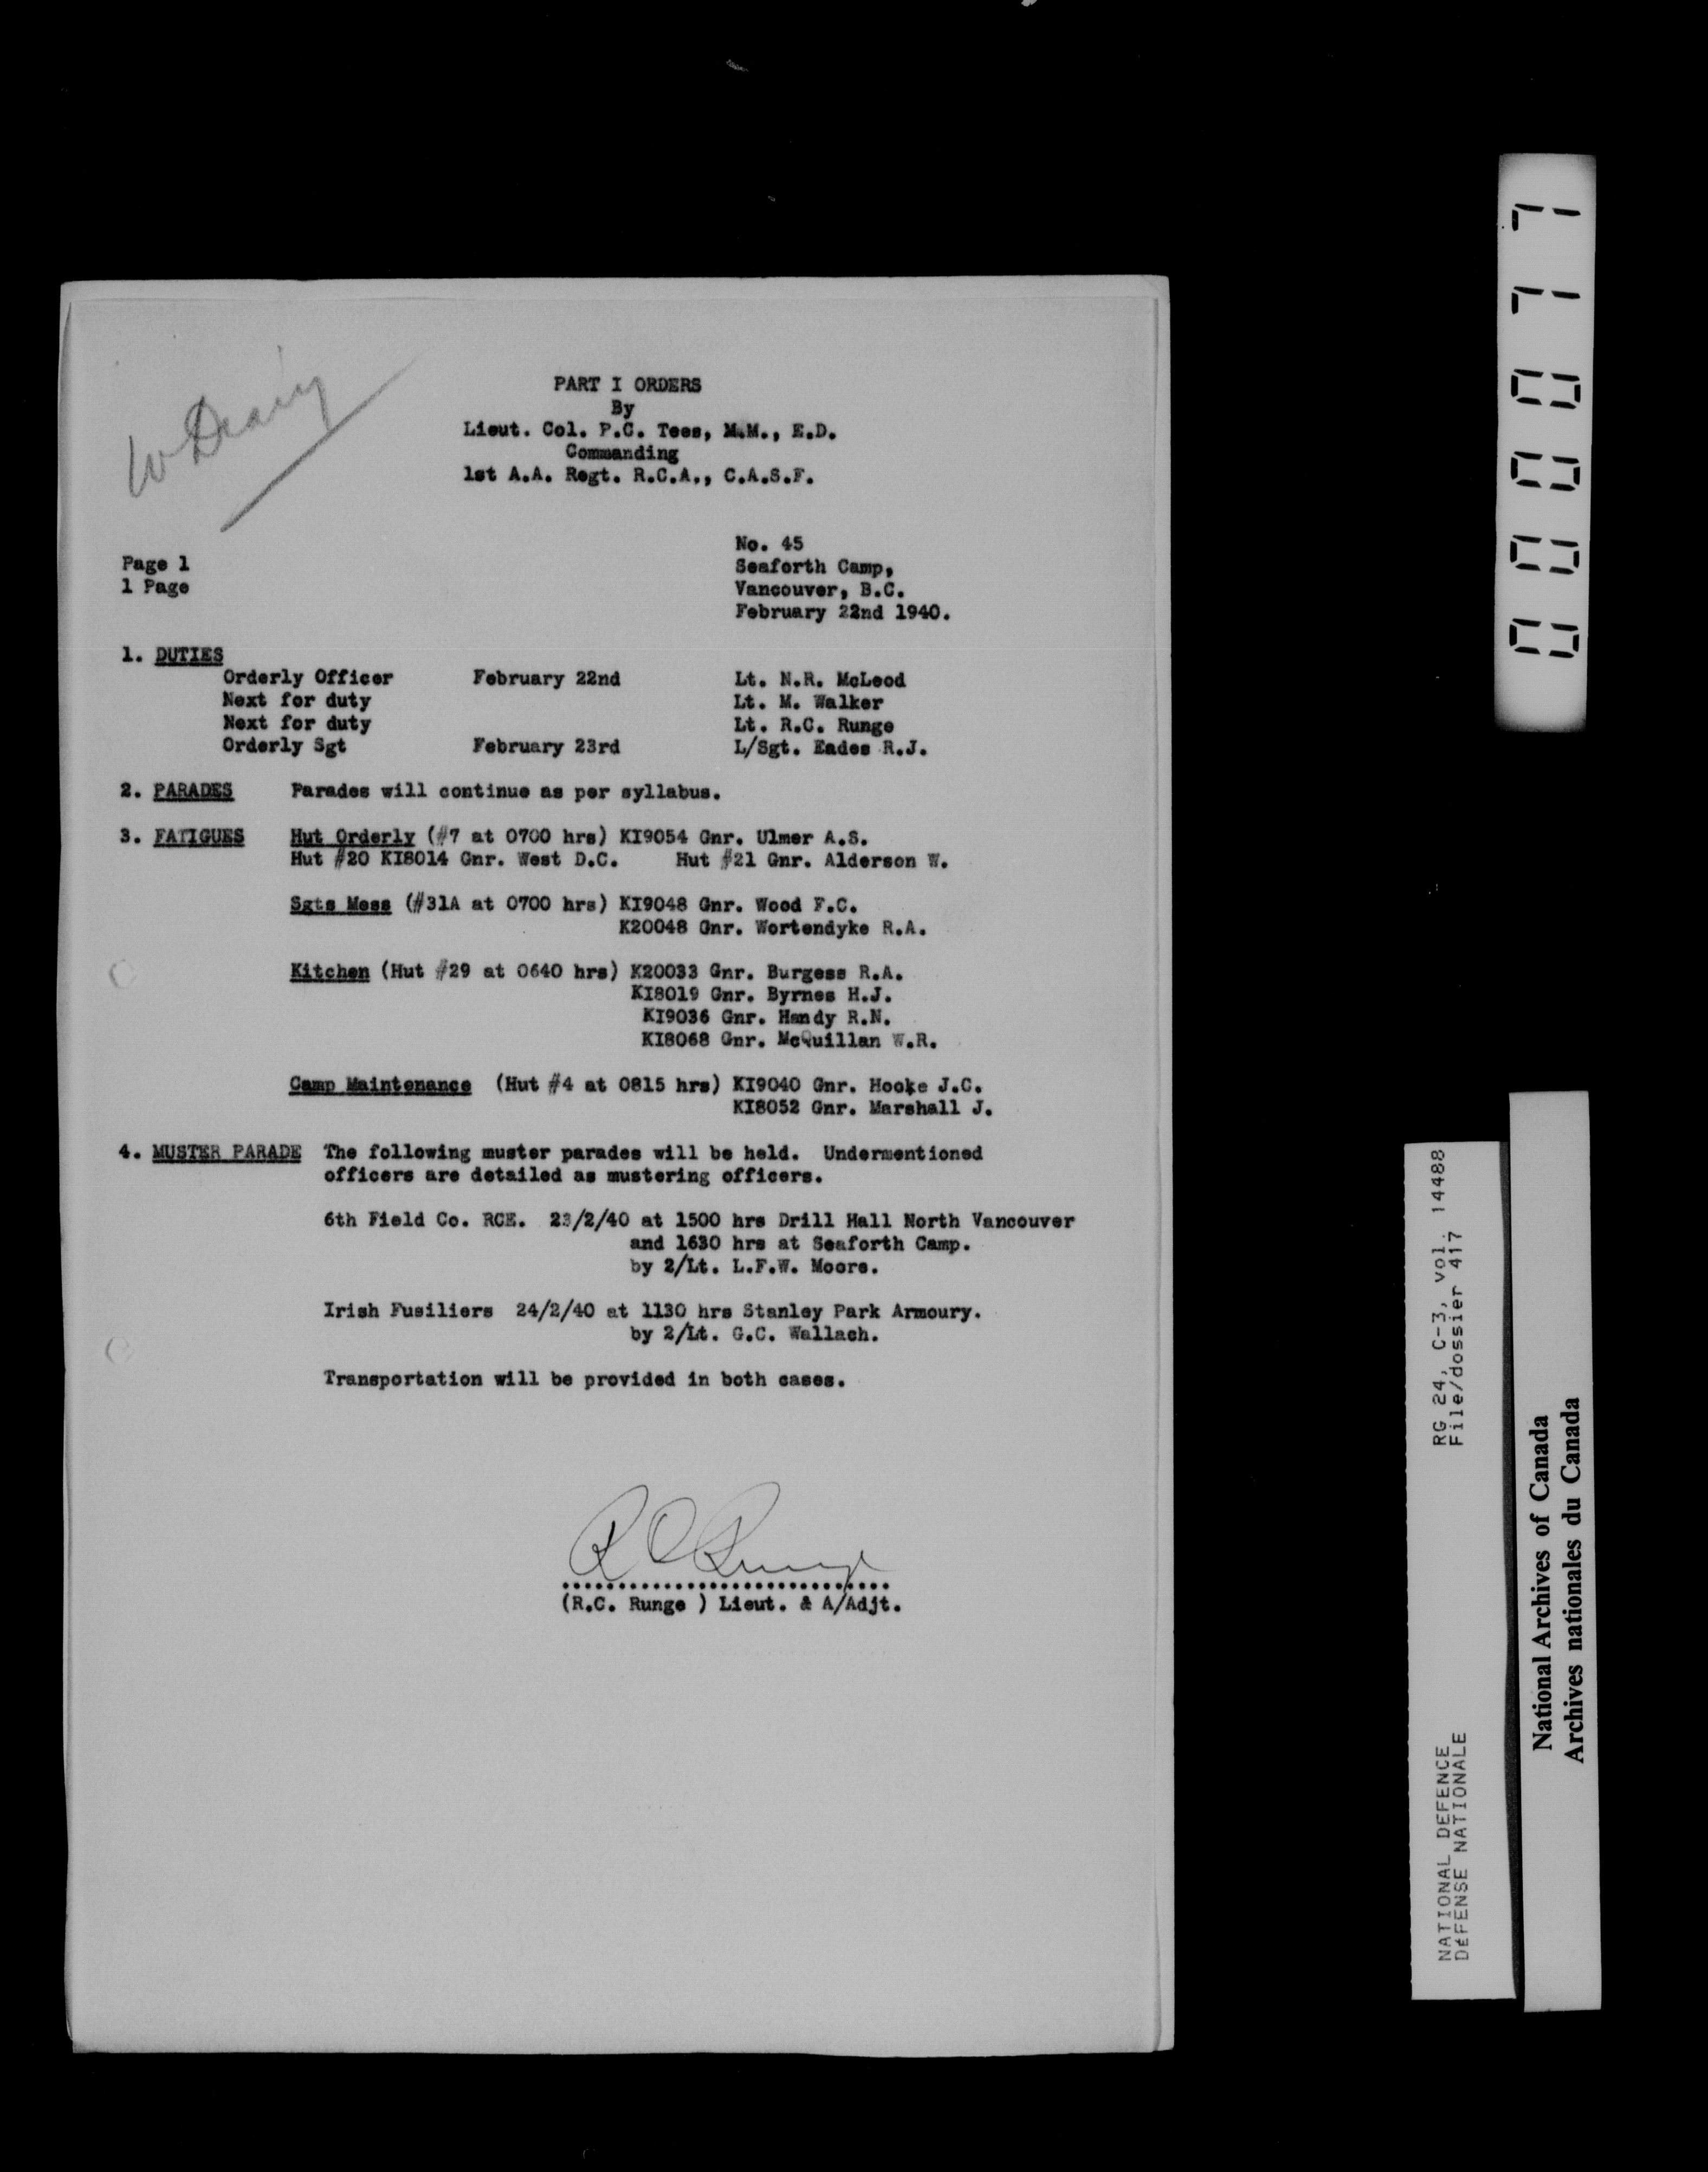 W Diary
PART I ORDERS
By
Lieut. Col. P.C. Tees, M.M., E.D.
Commanding
1st A.A. Regt. R.C.A., C.A.S.F.
No. 45
Page 1
Seaforth Camp,
1 Page
Vancouver, B.C.
February 22nd 1940.
1. DUTIES
Orderly Officer February 22nd Lt. N.R. McLeod
Next for duty Lt. M. Walker
Next for duty Lt. R.C. Runge
Orderly Sgt February 23rd L/Sgt. Eades R.J.
2. PARADES Parades will continue as per syllabus.
3. FATIGUES Hut Orderly (#7 at 0700 hrs) KI9054 Gnr. Ulmer A.S.
Hut #20 KI8014 Gnr. West D.C. Hut #21 Gnr. Alderson W.
Sgts Mess (#31A at 0700 hrs) KI9048 Gnr. Wood F.C.
K20048 Gnr. Wortendyke R.A.
Kitchen (Hut #29 at 0640 hrs) K20033 Gnr. Burgess R.A.
KI8019 Gnr. Byrnes H.J.
KI9036 Gnr. Handy R.N.
KI8068 Gnr. McQuillan W.R.
Camp Maintenance (Hut #4 at 0815 hrs) KI9040 Gnr. Hooke J.C.
KI8052 Gnr. Marshall J.
4. MUSTER PARADE The following muster parades will be held. Undermentioned
officers are detailed as mustering officers.
6th Field Co. RCE. 23/2/40 at 1500 hrs Drill Hall North Vancouver
and 1630 hrs at Seaforth Camp.
by 2/Lt. L.F.W. Moore.
Irish Fusiliers 24/2/40 at 1130 hrs Stanley Park Armoury.
by 2/Lt. G.C. Wallach.
Transportation will be provided in both cases.
R C Runge
(R.C. Runge ) Lieut. & A/Adjt.
000077
RG 24, C-3, vol. 14488
File/dossier 417
NATIONAL DEFENCE
DÉFENSE NATIONALE
National Archives of Canada
Archives nationales du Canada